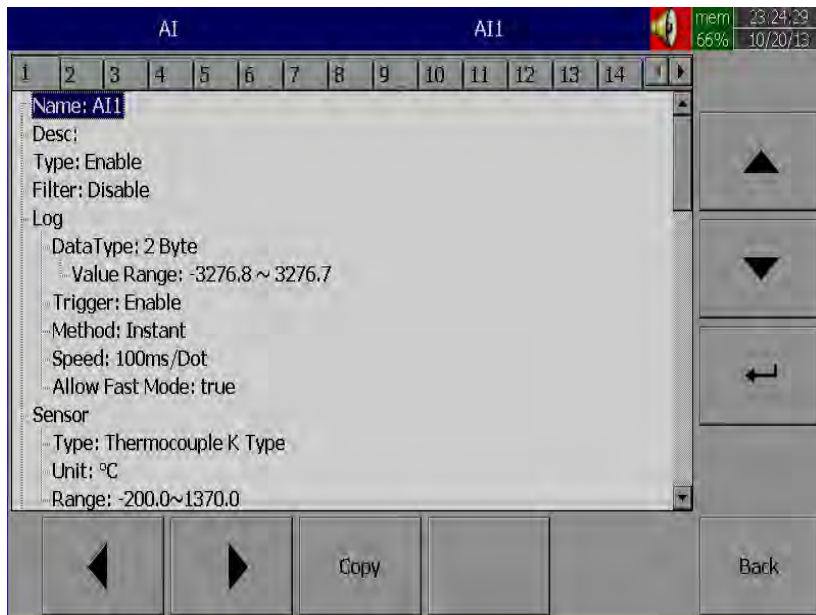 AI AI1 mem 23:24:29
66% 10/20/13
1 2 3 4 5 6 7 8 9 10 11 12 13 14
Name: AI1
Desc:
Type: Enable
Filter: Disable
Log
DataType: 2 Byte
Value Range: -3276.8 ~ 3276.7
Trigger: Enable
Method: Instant
Speed: 100ms/Dot
Allow Fast Mode: true
Sensor
Type: Thermocouple K Type
Unit: ºC
Range: -200.0~1370.0
Copy Back